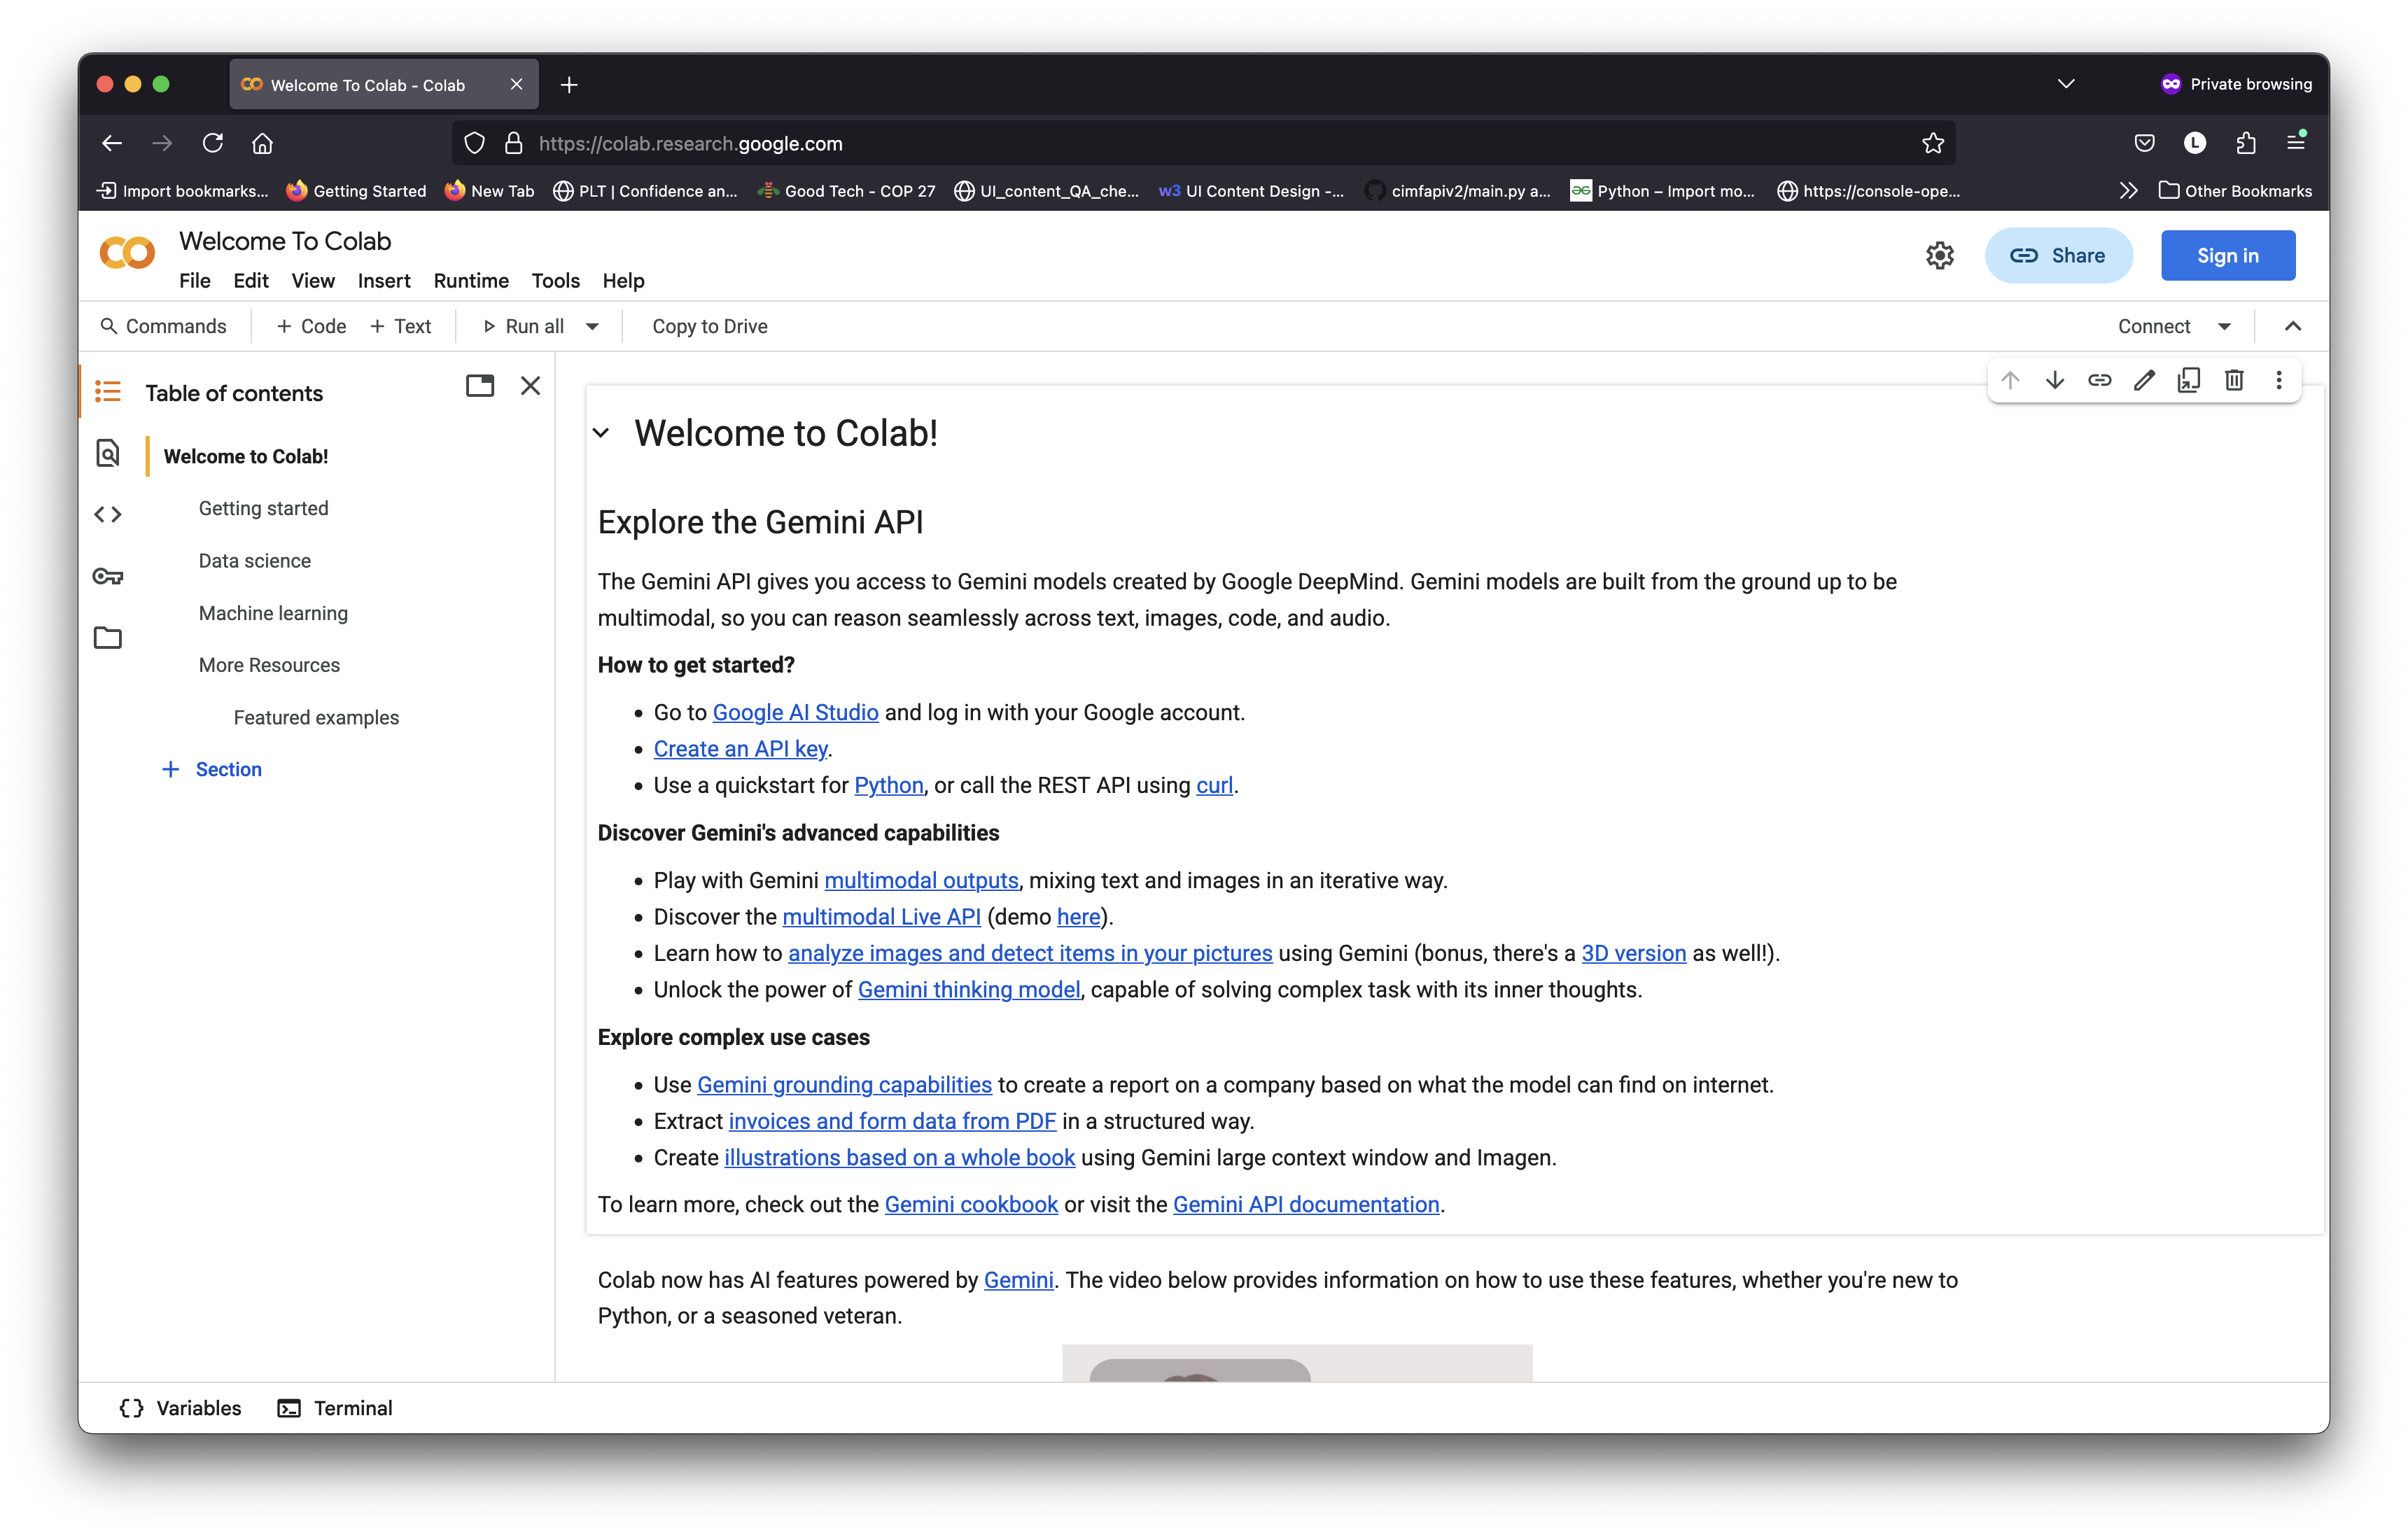 Welcome To Colab - Colab
Private browsing
https://colab.research.google.com
L
Import bookmarks...
Getting Started
New Tab
PLT | Confidence an...
Good Tech - COP 27
UI_content_QA_che...
w3 UI Content Design -...
cimfapiv2/main.py a...
Python – Import mo...
https://console-ope...
Other Bookmarks
Welcome To Colab
File Edit View Insert Runtime Tools Help
Share
Sign in
Commands
+ Code + Text
Run all
Copy to Drive
Connect
Table of contents
Welcome to Colab!
Getting started
Data science
Machine learning
More Resources
Featured examples
+ Section
Welcome to Colab!
Explore the Gemini API
The Gemini API gives you access to Gemini models created by Google DeepMind. Gemini models are built from the ground up to be
multimodal, so you can reason seamlessly across text, images, code, and audio.
How to get started?
• Go to Google AI Studio and log in with your Google account.
• Create an API key.
• Use a quickstart for Python, or call the REST API using curl.
Discover Gemini's advanced capabilities
• Play with Gemini multimodal outputs, mixing text and images in an iterative way.
• Discover the multimodal Live API (demo here).
• Learn how to analyze images and detect items in your pictures using Gemini (bonus, there's a 3D version as well!).
• Unlock the power of Gemini thinking model, capable of solving complex task with its inner thoughts.
Explore complex use cases
• Use Gemini grounding capabilities to create a report on a company based on what the model can find on internet.
• Extract invoices and form data from PDF in a structured way.
• Create illustrations based on a whole book using Gemini large context window and Imagen.
To learn more, check out the Gemini cookbook or visit the Gemini API documentation.
Colab now has AI features powered by Gemini. The video below provides information on how to use these features, whether you're new to
Python, or a seasoned veteran.
Variables
Terminal